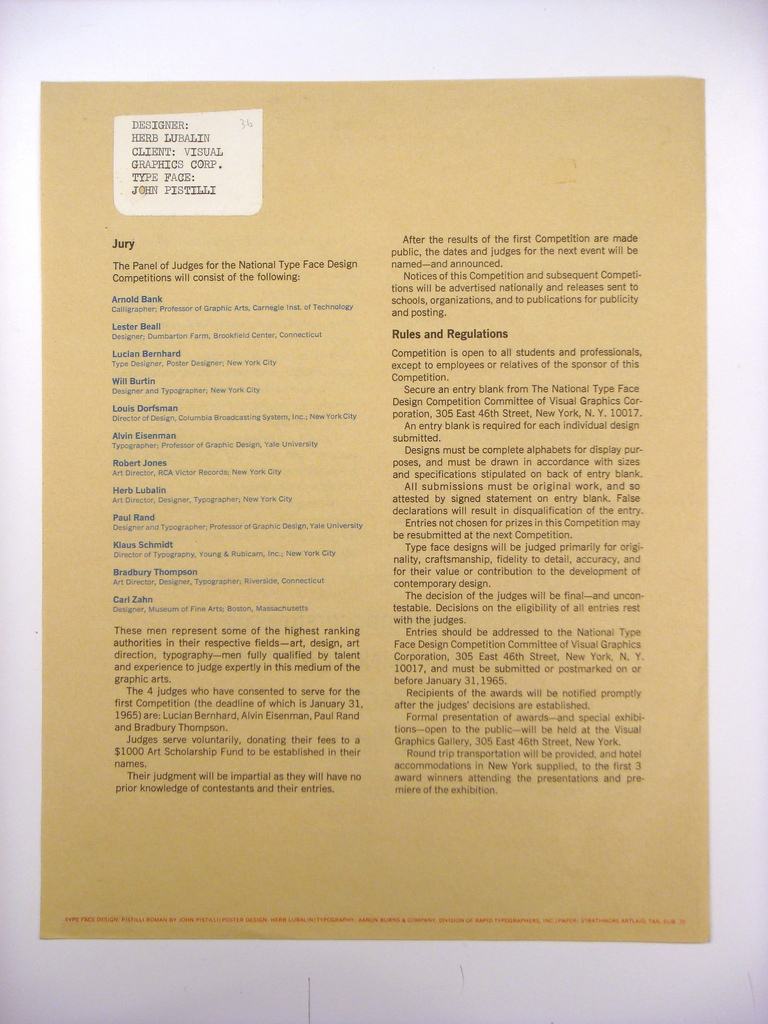 DESIGNER:
HERB LUBALIN
CLIENT: VISUAL
GRAPHICS CORP.
TYPE FACE:
JOHN PISTILLI
36
Jury
The Panel of Judges for the National Type Face Design
Competitions will consist of the following:
Arnold Bank
Calligrapher; Professor of Graphic Arts, Carnegie Inst. of Technology
Lester Beall
Designer; Dumbarton Farm, Brookfield Center, Connecticut
Lucian Bernhard
Type Designer, Poster Designer; New York City
Will Burtin
Designer and Typographer; New York City
Louis Dorfsman
Director of Design, Columbia Broadcasting System, Inc.; New York City
Alvin Eisenman
Typographer; Professor of Graphic Design, Yale University
Robert Jones
Art Director, RCA Victor Records; New York City
Herb Lubalin
Art Director, Designer, Typographer; New York City
Paul Rand
Designer and Typographer; Professor of Graphic Design, Yale University
Klaus Schmidt
Director of Typography, Young & Rubicam, Inc.; New York City
Bradbury Thompson
Art Director, Designer, Typographer; Riverside, Connecticut
Carl Zahn
Designer, Museum of Fine Arts; Boston, Massachusetts
These men represent some of the highest ranking
authorities in their respective fields—art, design, art
direction, typography—men fully qualified by talent
and experience to judge expertly in this medium of the
graphic arts.
The 4 judges who have consented to serve for the
first Competition (the deadline of which is January 31,
1965) are: Lucian Bernhard, Alvin Eisenman, Paul Rand
and Bradbury Thompson.
Judges serve voluntarily, donating their fees to a
$1000 Art Scholarship Fund to be established in their
names.
Their judgment will be impartial as they will have no
prior knowledge of contestants and their entries.
After the results of the first Competition are made
public, the dates and judges for the next event will be
named—and announced.
Notices of this Competition and subsequent Competi-
tions will be advertised nationally and releases sent to
schools, organizations, and to publications for publicity
and posting.
Rules and Regulations
Competition is open to all students and professionals,
except to employees or relatives of the sponsor of this
Competition.
Secure an entry blank from The National Type Face
Design Competition Committee of Visual Graphics Cor-
poration, 305 East 46th Street, New York, N. Y. 10017.
An entry blank is required for each individual design
submitted.
Designs must be complete alphabets for display pur-
poses, and must be drawn in accordance with sizes
and specifications stipulated on back of entry blank.
All submissions must be original work, and so
attested by signed statement on entry blank. False
declarations will result in disqualification of the entry.
Entries not chosen for prizes in this Competition may
be resubmitted at the next Competition.
Type face designs will be judged primarily for origi-
nality, craftsmanship, fidelity to detail, accuracy, and
for their value or contribution to the development of
contemporary design.
The decision of the judges will be final—and uncon-
testable. Decisions on the eligibility of all entries rest
with the judges.
Entries should be addressed to the National Type
Face Design Competition Committee of Visual Graphics
Corporation, 305 East 46th Street, New York, N. Y.
10017, and must be submitted or postmarked on or
before January 31, 1965.
Recipients of the awards will be notified promptly
after the judges' decisions are established.
Formal presentation of awards—and special exhibi-
tions—open to the public—will be held at the Visual
Graphics Gallery, 305 East 46th Street, New York.
Round trip transportation will be provided, and hotel
accommodations in New York supplied, to the first 3
award winners attending the presentations and pre-
miere of the exhibition.
TYPE FACE DESIGN: PISTILLI ROMAN BY JOHN PISTILLI | POSTER DESIGN: HERB LUBALIN | TYPOGRAPHY: AARON BURNS & COMPANY, DIVISION OF RAPID TYPOGRAPHERS, INC. | PAPER: STRATHMORE ARTLAID, TAN, SUB. 70